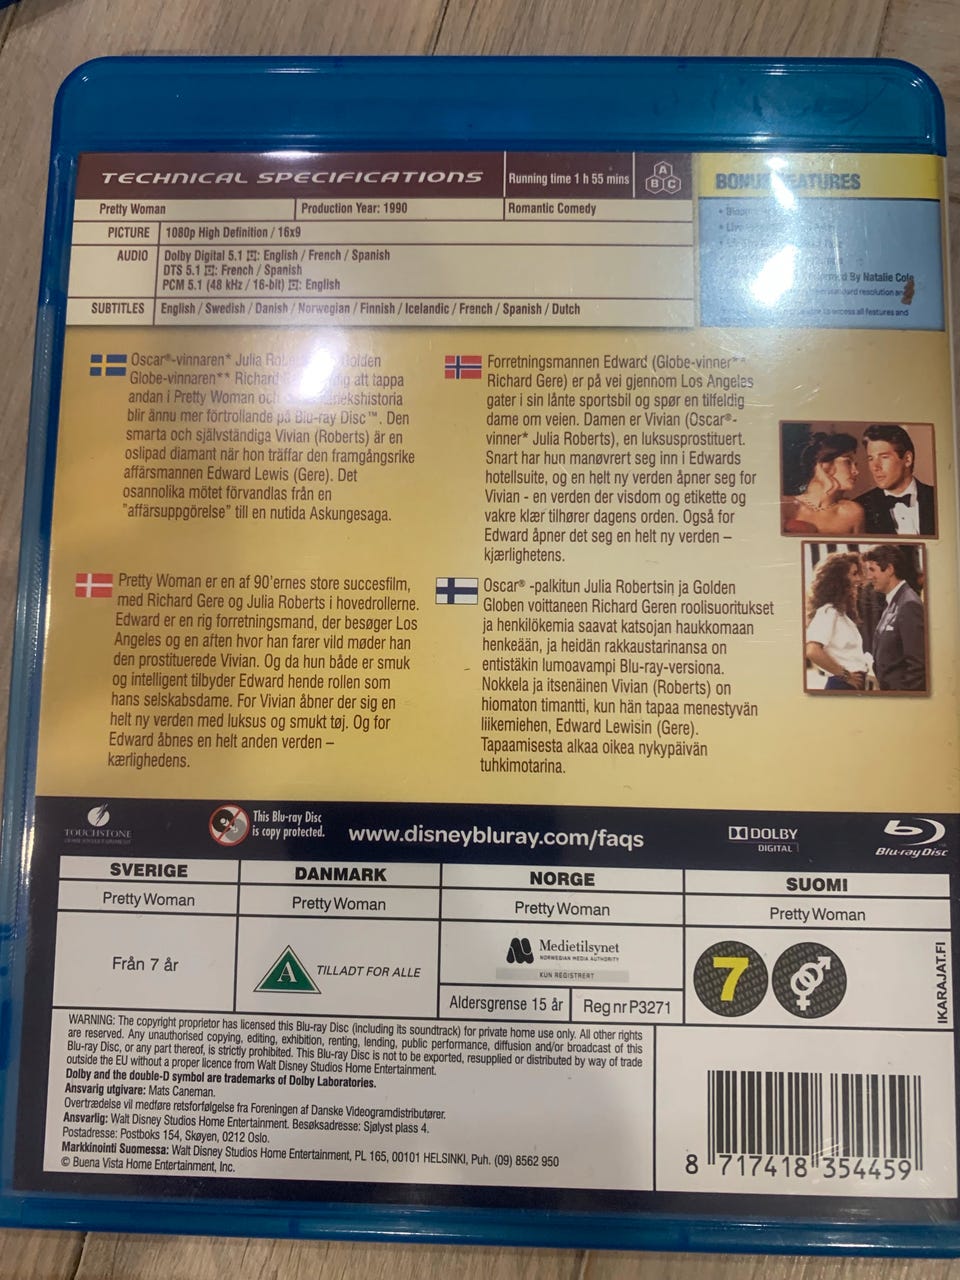 TECHNICAL SPECIFICATIONS
Running time 1 h 55 mins
A
B C
Pretty Woman
Production Year: 1990
Romantic Comedy
PICTURE
1080p High Definition / 16x9
AUDIO
Dolby Digital 5.1 : English / French / Spanish
DTS 5.1 : French / Spanish
PCM 5.1 (48 kHz / 16-bit) : English
SUBTITLES
English / Swedish / Danish / Norwegian / Finnish / Icelandic / French / Spanish / Dutch
BONUS FEATURES
By Natalie Cole
standard resolution
to access all features and
Oscar®-vinnaren* Julia Golden
Globe-vinnaren** Richard att tappa
andan i Pretty Woman och
blir ännu mer förtrollande på Blu-ray Disc™. Den
smarta och självständiga Vivian (Roberts) är en
oslipad diamant när hon träffar den framgångsrike
affärsmannen Edward Lewis (Gere). Det
osannolika mötet förvandlas från en
"affärsuppgörelse" till en nutida Askungesaga.
Forretningsmannen Edward (Globe-vinner**
Richard Gere) er på vei gjennom Los Angeles
gater i sin lånte sportsbil og spør en tilfeldig
dame om veien. Damen er Vivian (Oscar®-
vinner* Julia Roberts), en luksusprostituert.
Snart har hun manøvrert seg inn i Edwards
hotellsuite, og en helt ny verden åpner seg for
Vivian - en verden der visdom og etikette og
vakre klær tilhører dagens orden. Også for
Edward åpner det seg en helt ny verden –
kjærlighetens.
Pretty Woman er en af 90'ernes store succesfilm,
med Richard Gere og Julia Roberts i hovedrollerne.
Edward er en rig forretningsmand, der besøger Los
Angeles og en aften hvor han farer vild møder han
den prostituerede Vivian. Og da hun både er smuk
og intelligent tilbyder Edward hende rollen som
hans selskabsdame. For Vivian åbner der sig en
helt ny verden med luksus og smukt tøj. Og for
Edward åbnes en helt anden verden –
kærlighedens.
Oscar® -palkitun Julia Robertsin ja Golden
Globen voittaneen Richard Geren roolisuoritukset
ja henkilökemia saavat katsojan haukkomaan
henkeään, ja heidän rakkaustarinansa on
entistäkin lumoavampi Blu-ray-versiona.
Nokkela ja itsenäinen Vivian (Roberts) on
hiomaton timantti, kun hän tapaa menestyvän
liikemiehen, Edward Lewisin (Gere).
Tapaamisesta alkaa oikea nykypäivän
tuhkimotarina.
TOUCHSTONE
This Blu-ray Disc
is copy protected.
www.disneybluray.com/faqs
DOLBY
DIGITAL
Blu-ray Disc
SVERIGE
DANMARK
NORGE
SUOMI
Pretty Woman
Pretty Woman
Pretty Woman
Pretty Woman
Från 7 år
A
TILLADT FOR ALLE
Medietilsynet
NORWEGIAN MEDIA AUTHORITY
KUN REGISTRERT
Aldersgrense 15 år
Reg nr P3271
7
IKARAJAT.FI
WARNING: The copyright proprietor has licensed this Blu-ray Disc (including its soundtrack) for private home use only. All other rights
are reserved. Any unauthorised copying, editing, exhibition, renting, lending, public performance, diffusion and/or broadcast of this
Blu-ray Disc, or any part thereof, is strictly prohibited. This Blu-ray Disc is not to be exported, resupplied or distributed by way of trade
outside the EU without a proper licence from Walt Disney Studios Home Entertainment.
Dolby and the double-D symbol are trademarks of Dolby Laboratories.
Ansvarig utgivare: Mats Caneman.
Overtrædelse vil medføre retsforfølgelse fra Foreningen af Danske Videogramdistributører.
Ansvarlig: Walt Disney Studios Home Entertainment. Besøksadresse: Sjølyst plass 4.
Postadresse: Postboks 154, Skøyen, 0212 Oslo.
Markkinointi Suomessa: Walt Disney Studios Home Entertainment, PL 165, 00101 HELSINKI, Puh. (09) 8562 950
© Buena Vista Home Entertainment, Inc.
8 717418 354459